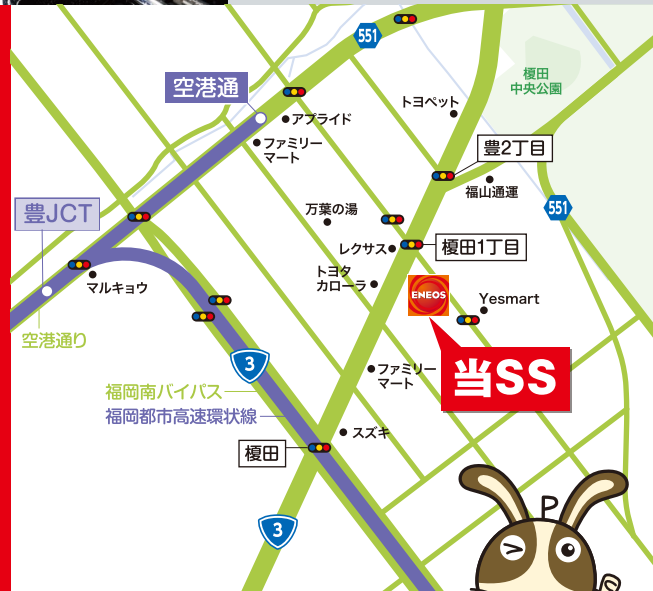 551
榎田
中央公園
空港通
トヨペット
アプライド
ファミリー
マート
豊2丁目
福山通運
551
豊JCT
万葉の湯
榎田1丁目
レクサス
トヨタ
カローラ
マルキョウ
ENEOS
Yesmart
空港通り
3
当SS
ファミリー
マート
福岡南バイパス
福岡都市高速環状線
スズキ
榎田
P
3